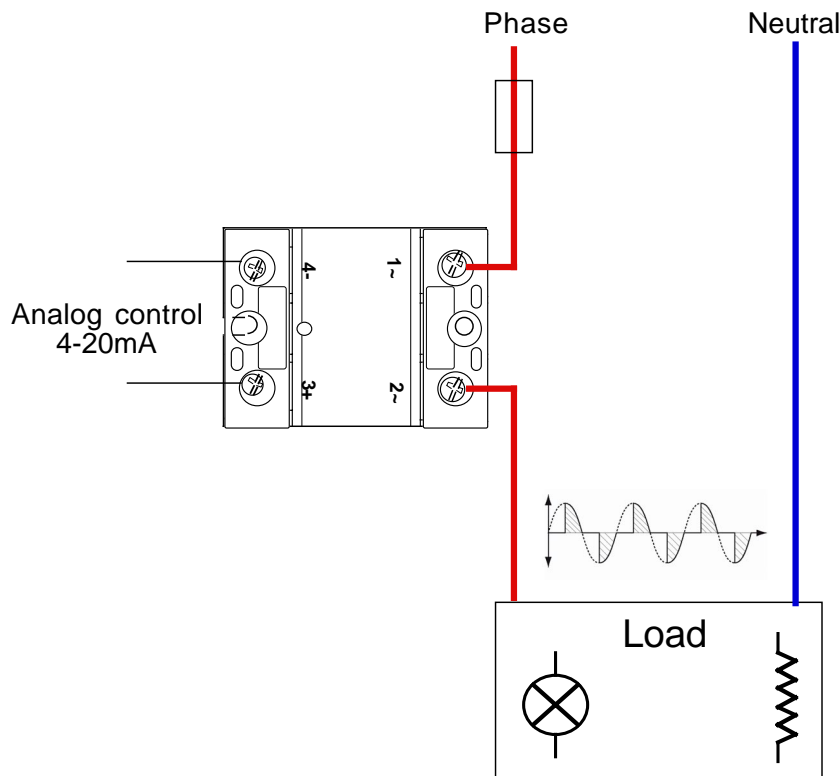 Phase
Neutral
4-
1~
Analog control
4-20mA
3+
2~
Load